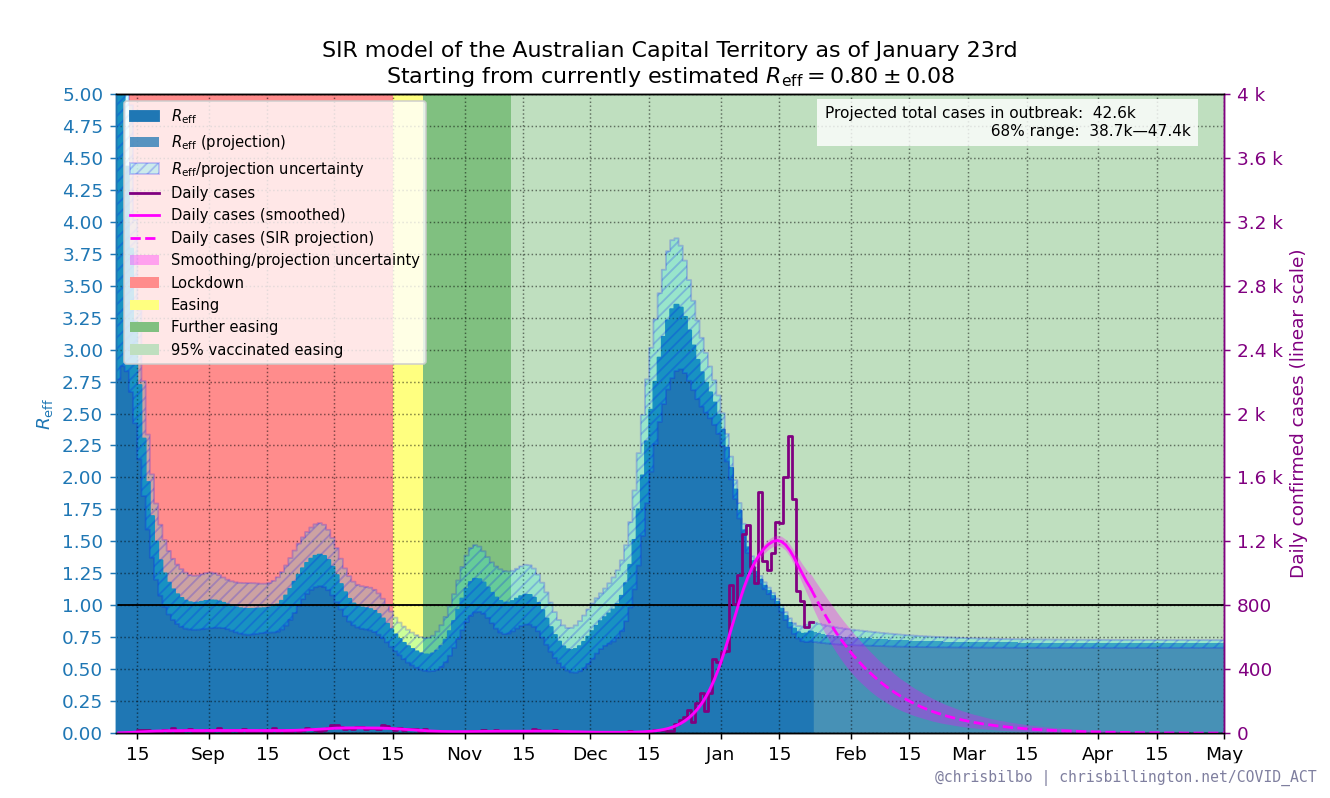 SIR model of the Australian Capital Territory as of January 23rd
Starting from currently estimated Reff = 0.80 ± 0.08
Projected total cases in outbreak: 42.6k
68% range: 38.7k—47.4k
Reff
Reff (projection)
Reff/projection uncertainty
Daily cases
Daily cases (smoothed)
Daily cases (SIR projection)
Smoothing/projection uncertainty
Lockdown
Easing
Further easing
95% vaccinated easing
Reff
5.00
4.75
4.50
4.25
4.00
3.75
3.50
3.25
3.00
2.75
2.50
2.25
2.00
1.75
1.50
1.25
1.00
0.75
0.50
0.25
0.00
4 k
3.6 k
3.2 k
2.8 k
2.4 k
2 k
1.6 k
1.2 k
800
400
0
Daily confirmed cases (linear scale)
15 Sep 15 Oct 15 Nov 15 Dec 15 Jan 15 Feb 15 Mar 15 Apr 15 May
@chrisbilbo | chrisbillington.net/COVID_ACT